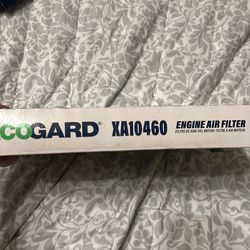 COGARD XA10460 ENGINE AIR FILTER
FILTRO DE AIRE DEL MOTOR • FILTRE À AIR MOTEUR